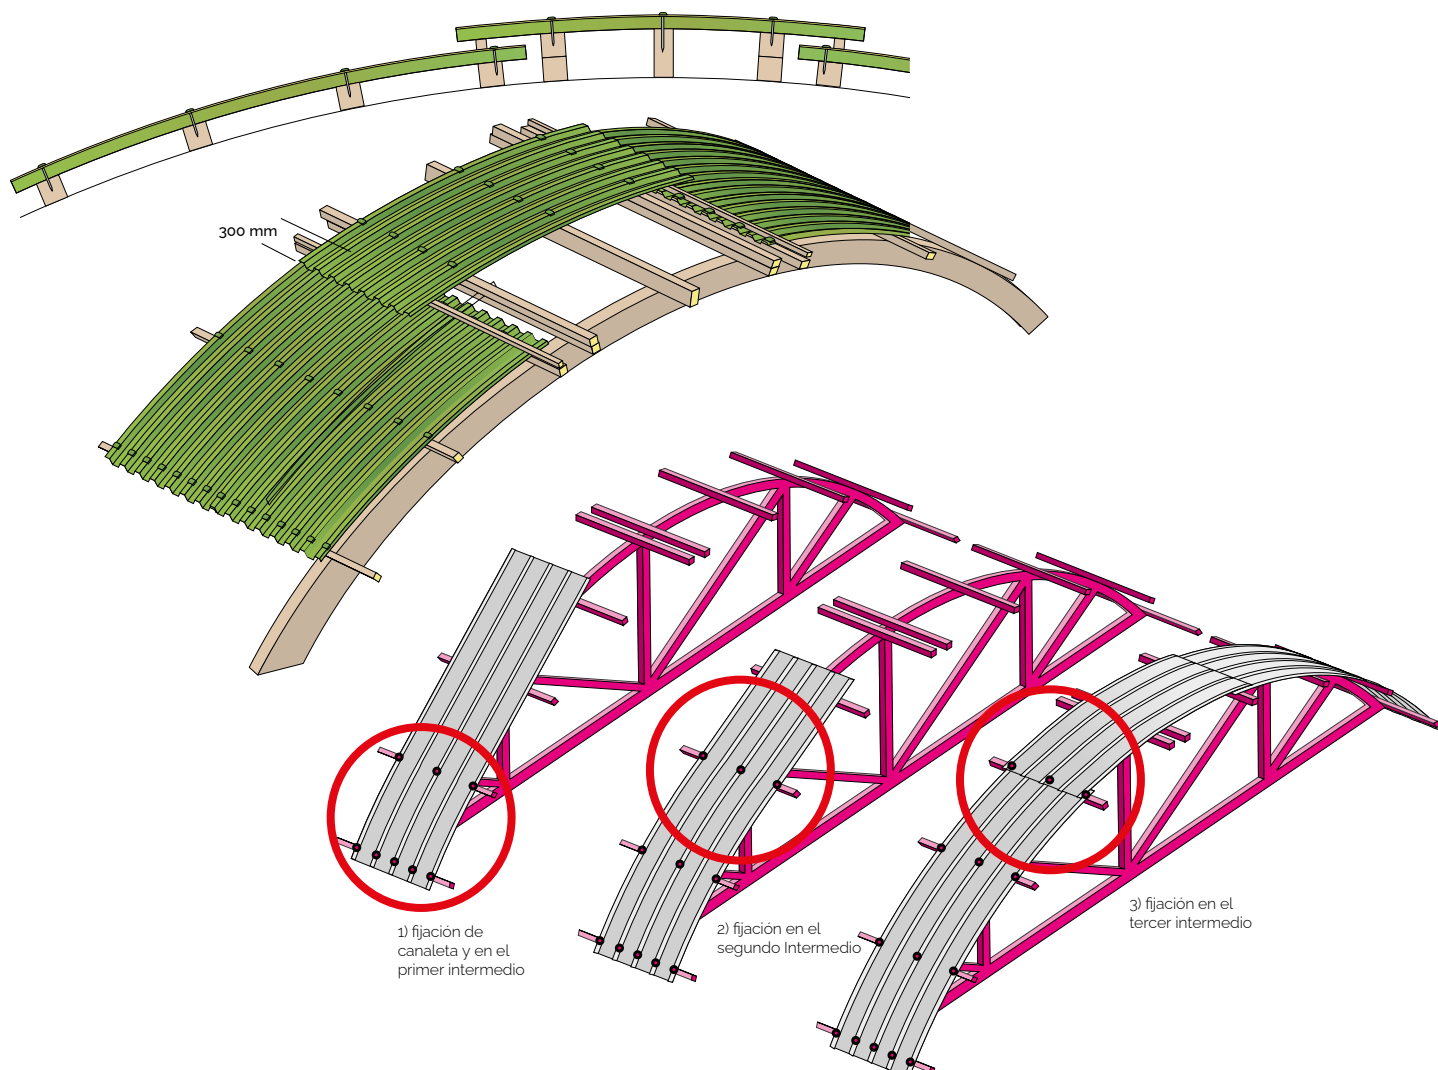 300 mm
1) fijación de
canaleta y en el
primer intermedio
2) fijación en el
segundo Intermedio
3) fijación en el
tercer intermedio